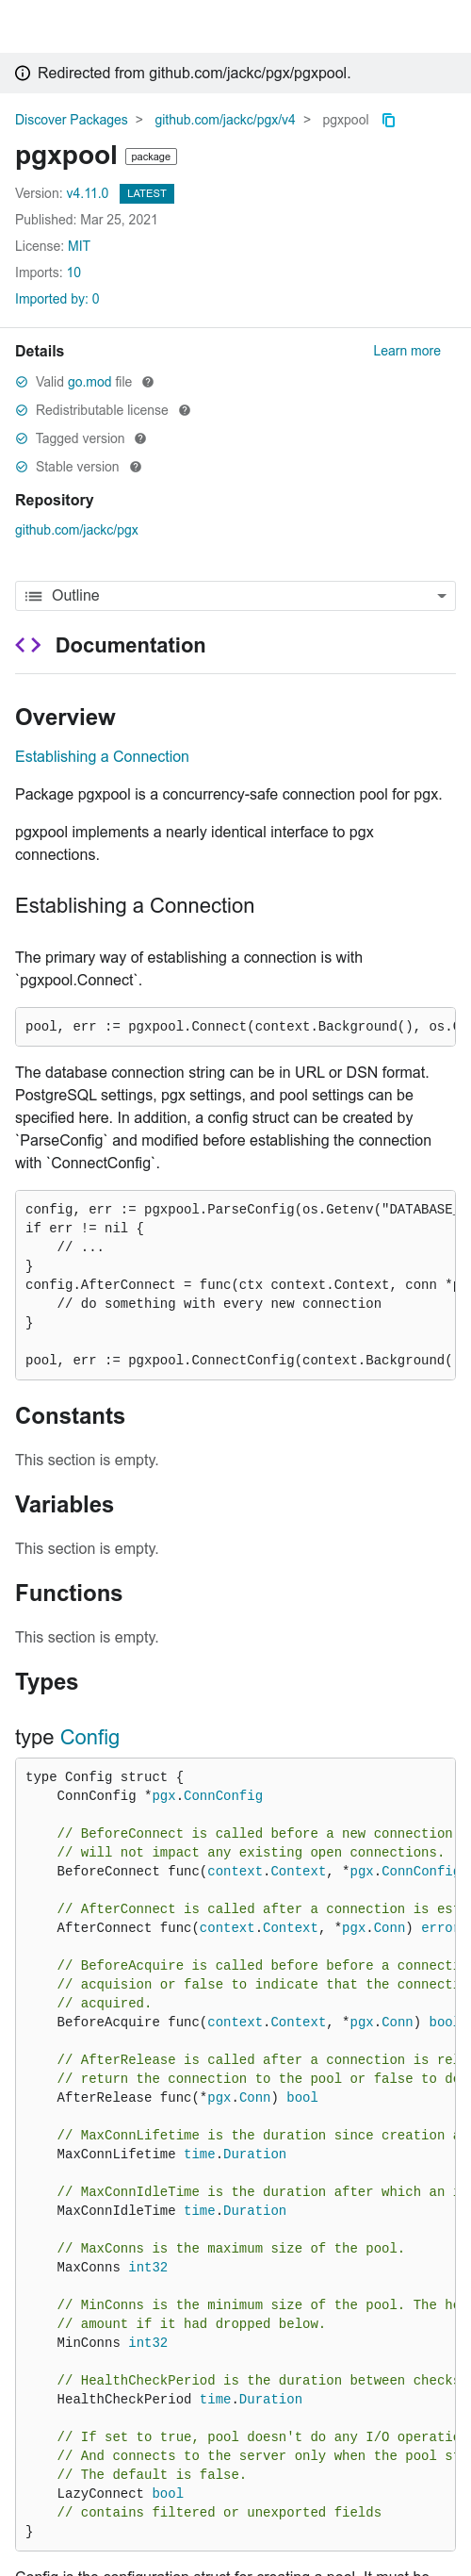 Redirected from github.com/jackc/pgx/pgxpool.
Discover Packages > github.com/jackc/pgx/v4 > pgxpool
pgxpool package
Version: v4.11.0 LATEST
Published: Mar 25, 2021
License: MIT
Imports: 10
Imported by: 0
Details Learn more
Valid go.mod file
Redistributable license
Tagged version
Stable version
Repository
github.com/jackc/pgx
Outline
Documentation
Overview
Establishing a Connection
Package pgxpool is a concurrency-safe connection pool for pgx.
pgxpool implements a nearly identical interface to pgx
connections.
Establishing a Connection
The primary way of establishing a connection is with
`pgxpool.Connect`.
pool, err := pgxpool.Connect(context.Background(), os.
The database connection string can be in URL or DSN format.
PostgreSQL settings, pgx settings, and pool settings can be
specified here. In addition, a config struct can be created by
`ParseConfig` and modified before establishing the connection
with `ConnectConfig`.
config, err := pgxpool.ParseConfig(os.Getenv("DATABASE_
if err != nil {
    // ...
}
config.AfterConnect = func(ctx context.Context, conn *
    // do something with every new connection
}
pool, err := pgxpool.ConnectConfig(context.Background(
Constants
This section is empty.
Variables
This section is empty.
Functions
This section is empty.
Types
type Config
type Config struct {
    ConnConfig *pgx.ConnConfig
    // BeforeConnect is called before a new connection
    // will not impact any existing open connections.
    BeforeConnect func(context.Context, *pgx.ConnConfig
    // AfterConnect is called after a connection is es
    AfterConnect func(context.Context, *pgx.Conn) error
    // BeforeAcquire is called before before a connecti
    // acquision or false to indicate that the connecti
    // acquired.
    BeforeAcquire func(context.Context, *pgx.Conn) bool
    // AfterRelease is called after a connection is rel
    // return the connection to the pool or false to de
    AfterRelease func(*pgx.Conn) bool
    // MaxConnLifetime is the duration since creation a
    MaxConnLifetime time.Duration
    // MaxConnIdleTime is the duration after which an
    MaxConnIdleTime time.Duration
    // MaxConns is the maximum size of the pool.
    MaxConns int32
    // MinConns is the minimum size of the pool. The he
    // amount if it had dropped below.
    MinConns int32
    // HealthCheckPeriod is the duration between checks
    HealthCheckPeriod time.Duration
    // If set to true, pool doesn't do any I/O operatio
    // And connects to the server only when the pool st
    // The default is false.
    LazyConnect bool
    // contains filtered or unexported fields
}